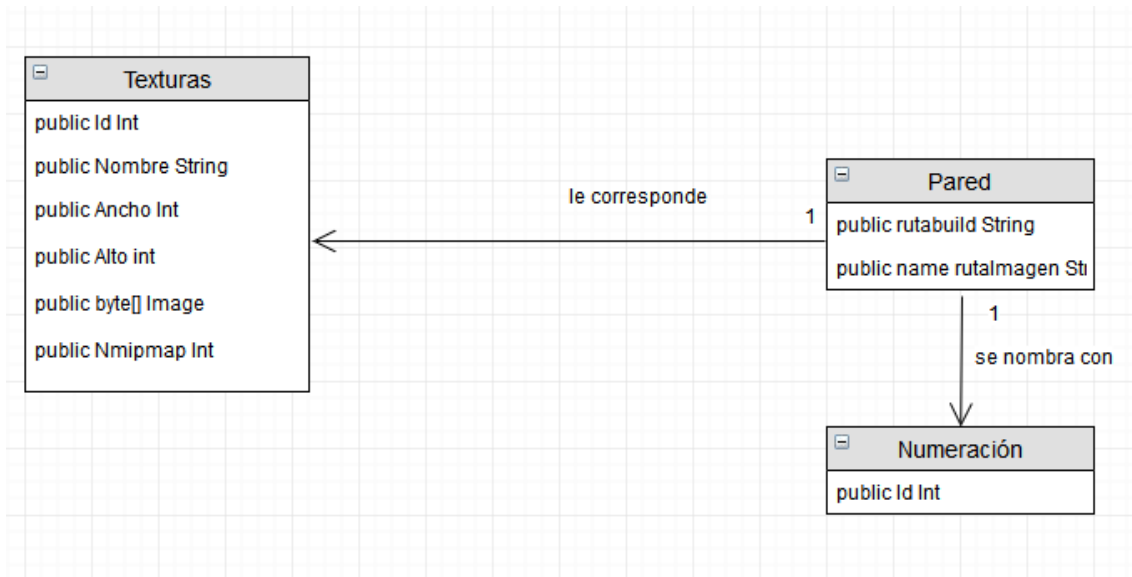 Texturas
public Id Int
public Nombre String
public Ancho Int
public Alto int
public byte[] Image
public Nmipmap Int
le corresponde
1
Pared
public rutabuild String
public name rutaImagen Stri
1
se nombra con
Numeración
public Id Int